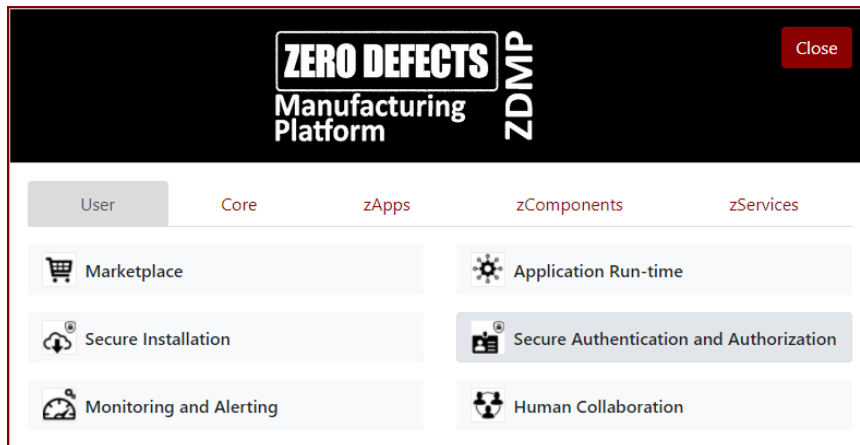 ZERO DEFECTS
Manufacturing
Platform
ZDMP
Close
User Core zApps zComponents zServices
Marketplace Application Run-time
Secure Installation Secure Authentication and Authorization
Monitoring and Alerting Human Collaboration